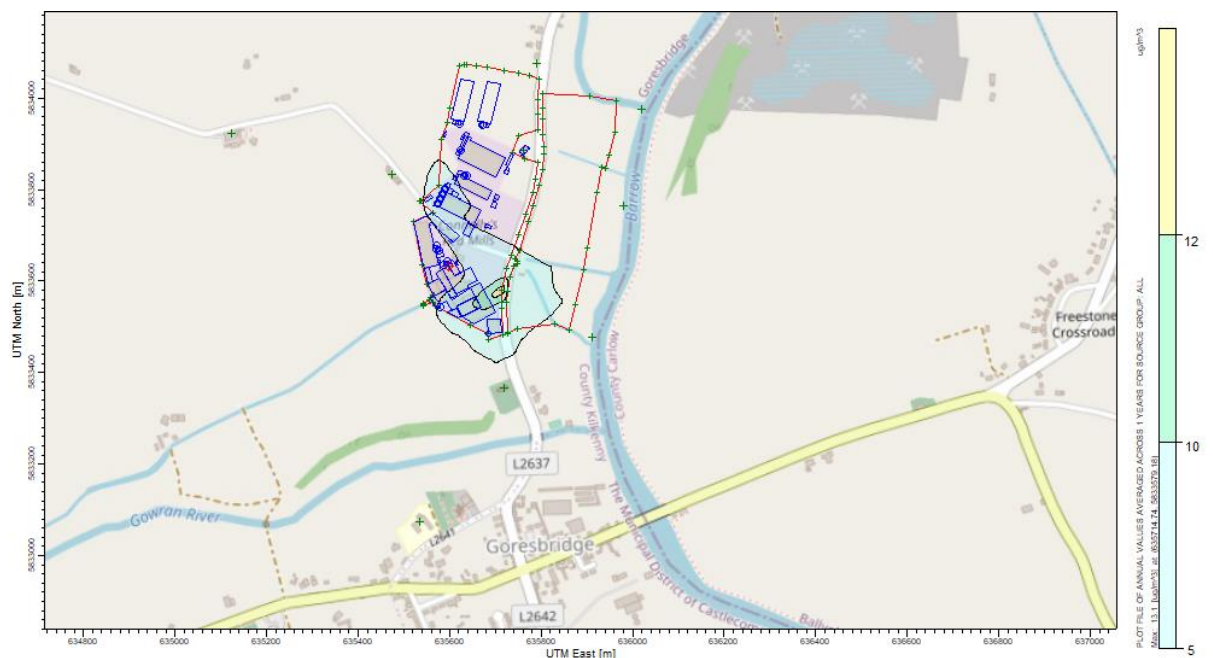 ug/m^3
Goresbridge
5834000
12
5833800
Barrow
5833600
UTM North [m]
Freestone
Crossroad
5833400
County Carlow
County Kilkenny
10
L2637
5833200
The Municipal District of Castlecom
Gowran River
L2641
5833000
Goresbridge
PLOT FILE OF ANNUAL VALUES AVERAGED ACROSS 1 YEARS FOR SOURCE GROUP: ALL
Max: 13.1 [ug/m^3] at (635714.74, 5833579.18)
L2642
5
634800 635000 635200 635400 635600 635800 636000 636200 636400 636600 636800 637000
UTM East [m]